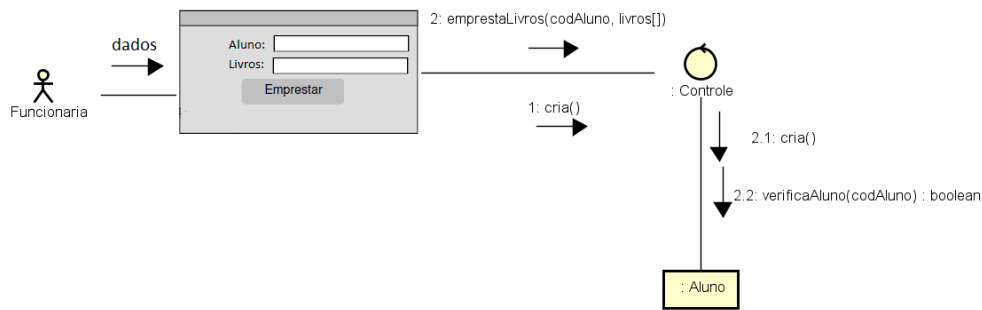 dados
Funcionaria
Aluno:
Livros:
Emprestar
2: emprestaLivros(codAluno, livros[])
1: cria()
: Controle
2.1: cria()
2.2: verificaAluno(codAluno) : boolean
: Aluno